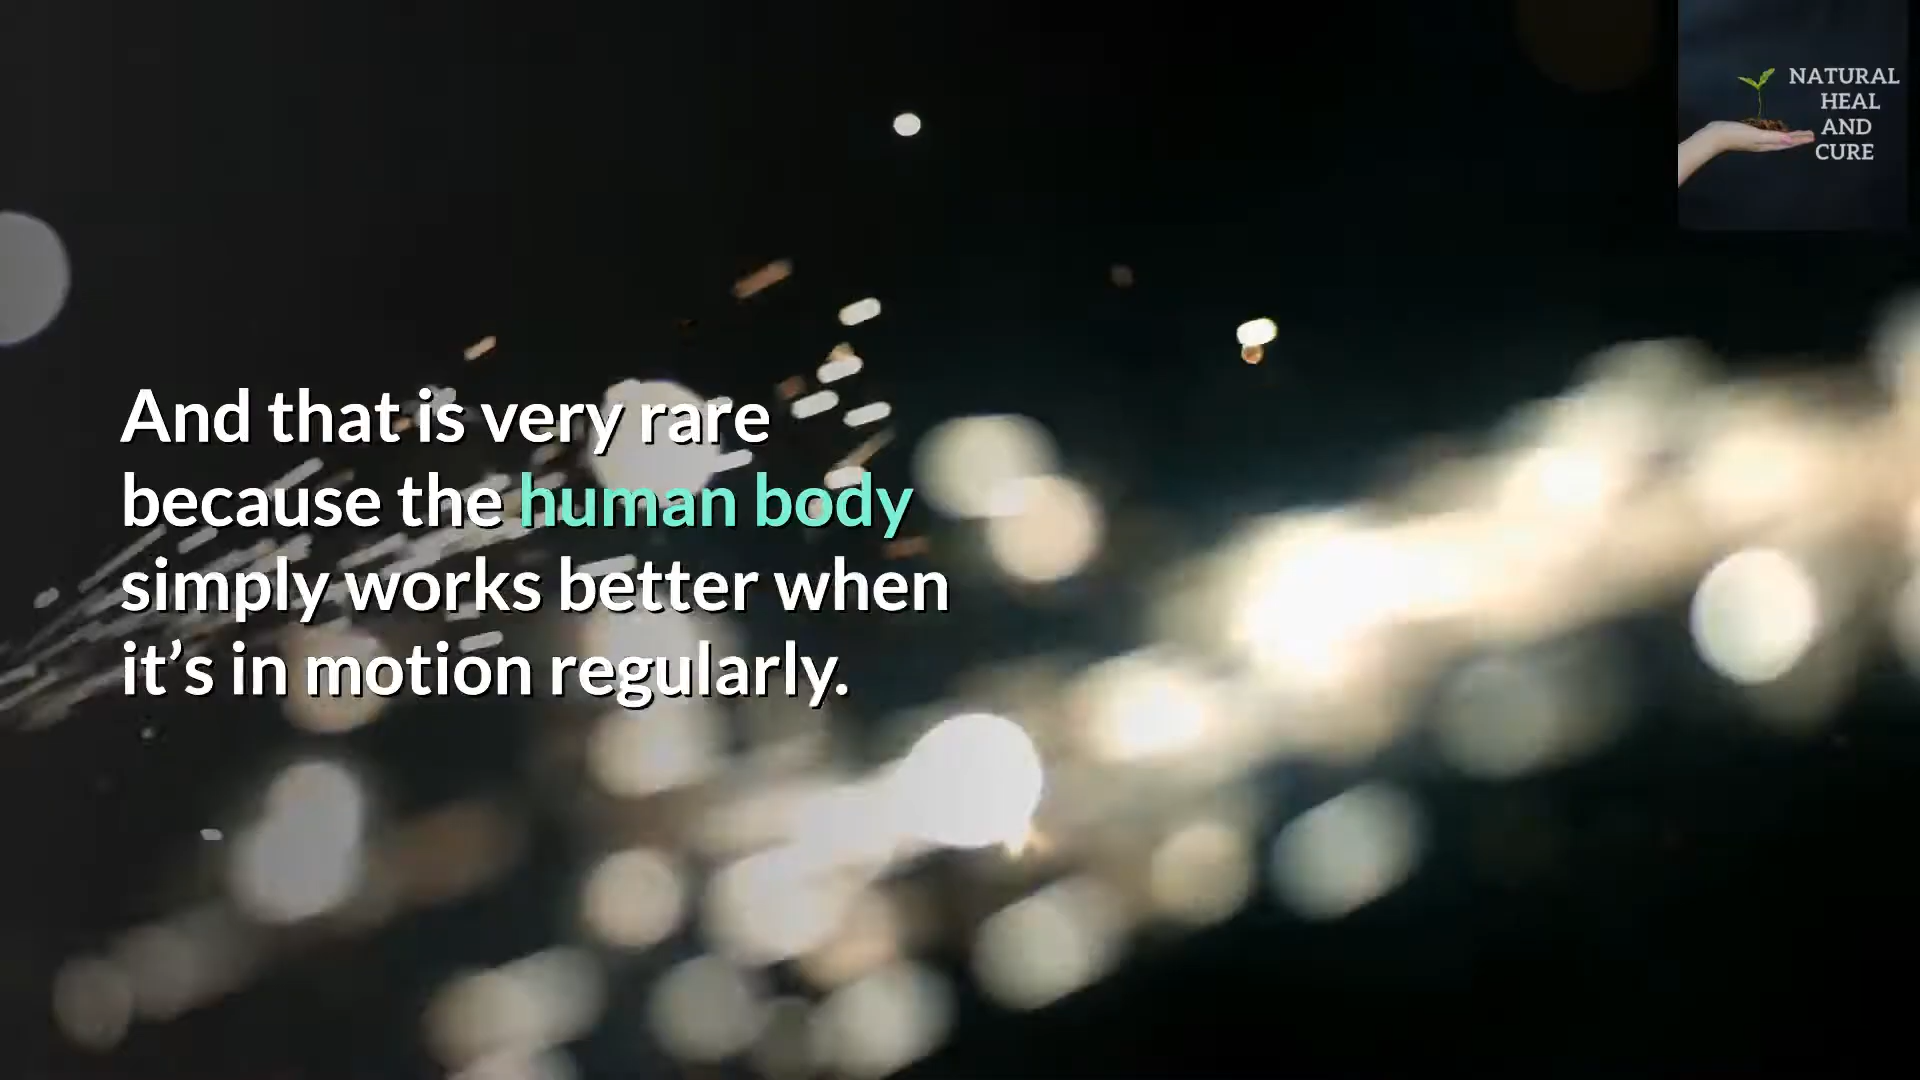 NATURAL
HEAL
AND
CURE
And that is very rare
because the human body
simply works better when
it’s in motion regularly.